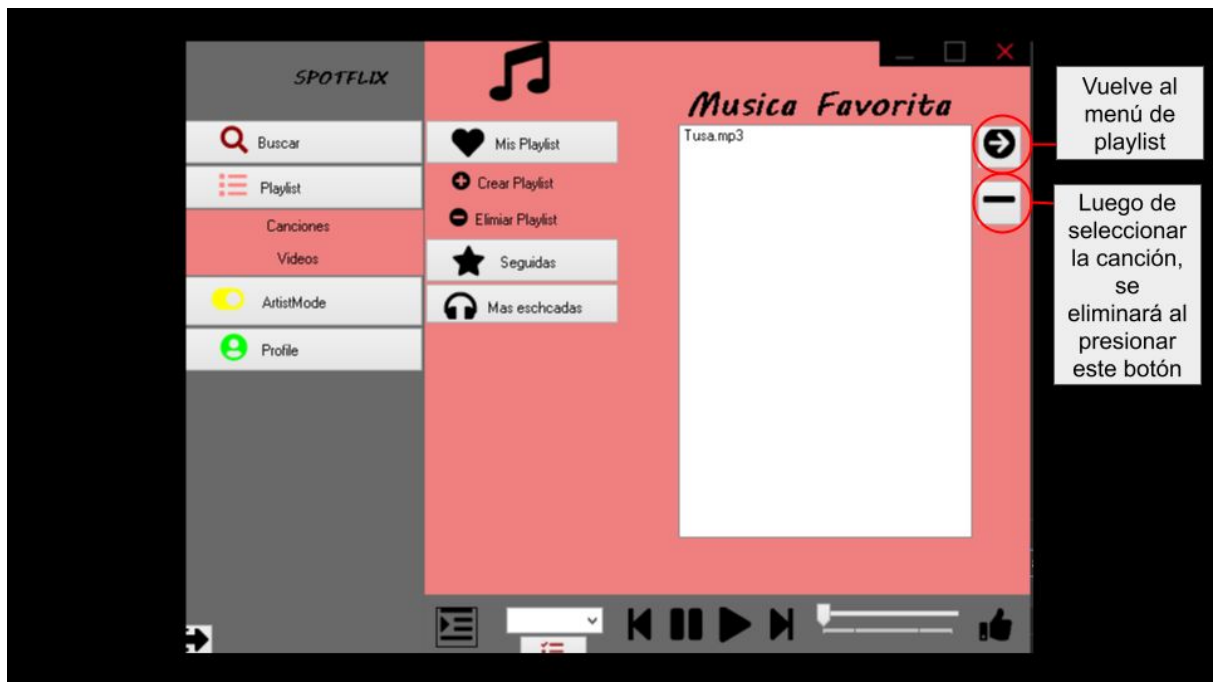 SPOTFLIX
Buscar
Playlist
Canciones
Videos
ArtistMode
Profile
Mis Playlist
Crear Playlist
Elimiar Playlist
Seguidas
Mas eschcadas
Musica Favorita
Tusa.mp3
Vuelve al
menú de
playlist
Luego de
seleccionar
la canción,
se
eliminará al
presionar
este botón